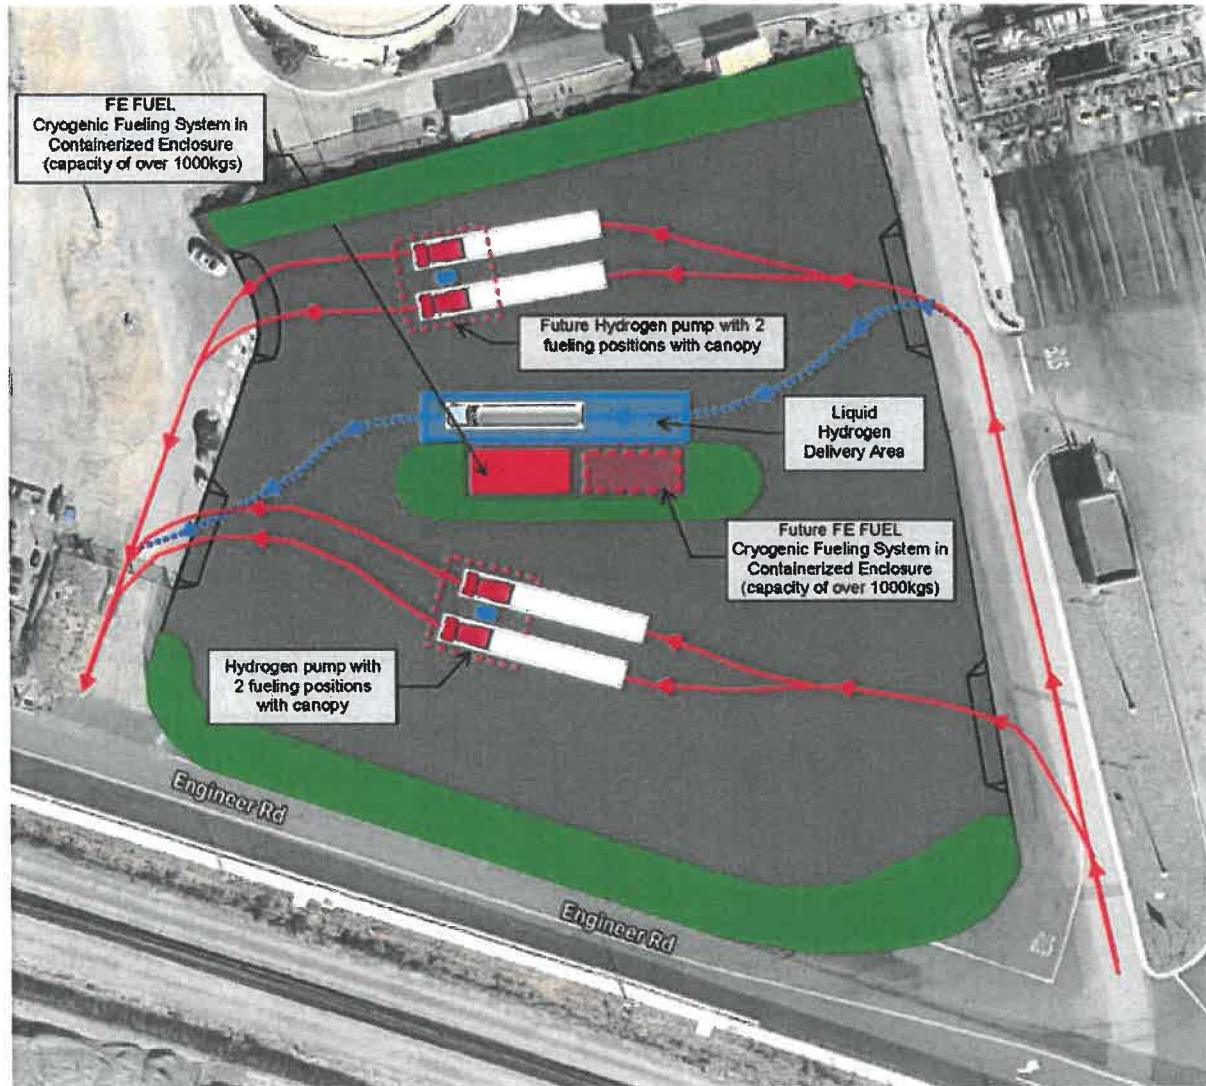 FE FUEL
Cryogenic Fueling System in
Containerized Enclosure
(capacity of over 1000kgs)
Future Hydrogen pump with 2
fueling positions with canopy
Liquid
Hydrogen
Delivery Area
Future FE FUEL
Cryogenic Fueling System in
Containerized Enclosure
(capacity of over 1000kgs)
Hydrogen pump with
2 fueling positions
with canopy
Engineer Rd
Engineer Rd